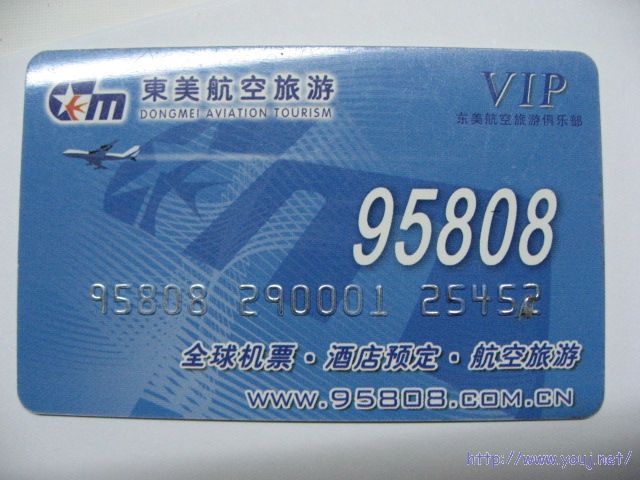 東美航空旅游
DONGMEI AVIATION TOURISM
VIP
东美航空旅游俱乐部
95808
95808 290001 25452
全球机票·酒店预定·航空旅游
www.95808.com.cn
http://www.youj.net/